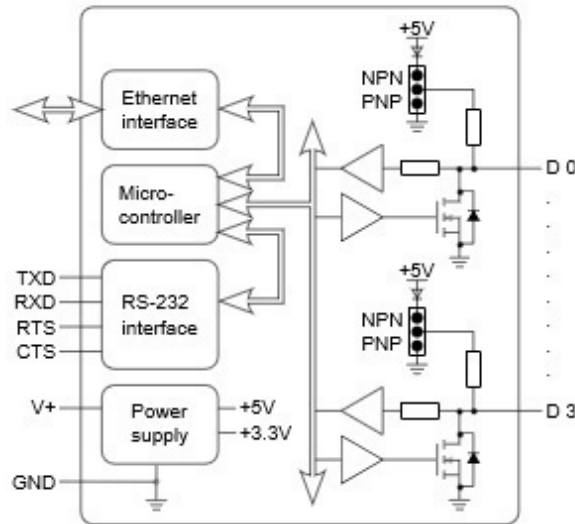 +5V
NPN
PNP
Ethernet
interface
Micro-
controller
D 0
TXD
RXD
RTS
CTS
RS-232
interface
+5V
NPN
PNP
V+
Power
supply
+5V
+3.3V
D 3
GND